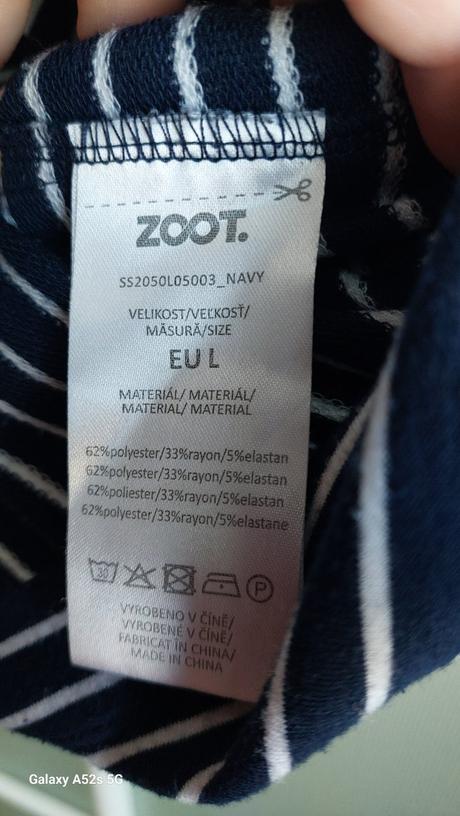 ZOOT.
SS2050L05003_NAVY
VELIKOST/VEĽKOSŤ/
MĂSURĂ/SIZE
EU L
MATERIÁL/ MATERIÁL/
MATERIAL/ MATERIAL
62%polyester/33%rayon/5%elastan
62%polyester/33%rayon/5%elastan
62%poliester/33%rayon/5%elastan
62%polyester/33%rayon/5%elastane
30
P
VYROBENO V ČÍNĚ/
VYROBENÉ V ČÍNE/
FABRICAT ÎN CHINA/
MADE IN CHINA
Galaxy A52s 5G